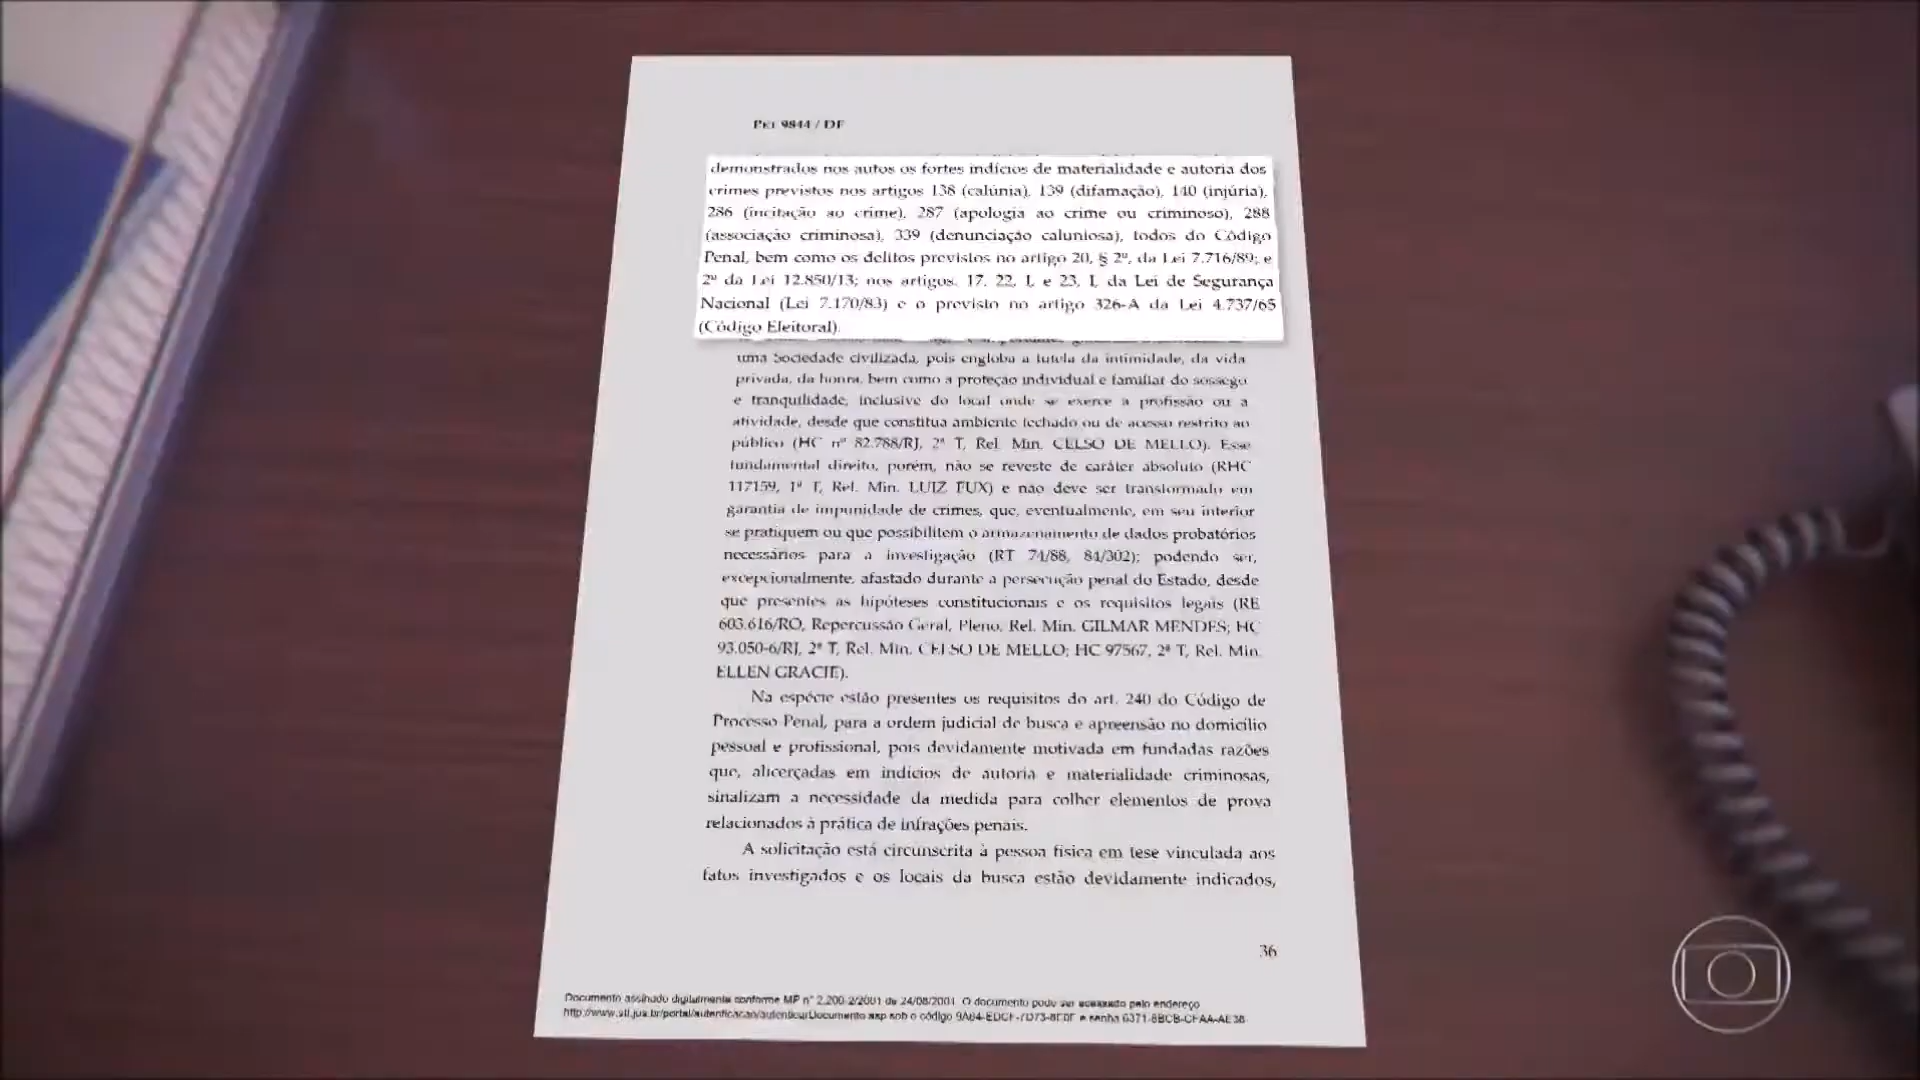 PET 9844 / DF
demonstrados nos autos os fortes indícios de materialidade e autoria dos
crimes previstos nos artigos 138 (calúnia), 139 (difamação), 140 (injúria),
286 (incitação ao crime), 287 (apologia ao crime ou criminoso), 288
(associação criminosa), 339 (denunciação caluniosa), todos do Código
Penal, bem como os delitos previstos no artigo 20, § 2º, da Lei 7.716/89; e
2º da Lei 12.850/13; nos artigos. 17, 22, I, e 23, I, da Lei de Segurança
Nacional (Lei 7.170/83) e o previsto no artigo 326-A da Lei 4.737/65
(Código Eleitoral).
uma Sociedade civilizada, pois engloba a tutela da intimidade, da vida
privada, da honra, bem como a proteção individual e familiar do sossego
e tranquilidade, inclusive do local onde se exerce a profissão ou a
atividade, desde que constitua ambiente fechado ou de acesso restrito ao
público (HC nº 82.788/RJ, 2ª T, Rel. Min. CELSO DE MELLO). Esse
fundamental direito, porém, não se reveste de caráter absoluto (RHC
117159, 1ª T, Rel. Min. LUIZ FUX) e não deve ser transformado em
garantia de impunidade de crimes, que, eventualmente, em seu interior
se pratiquem ou que possibilitem o armazenamento de dados probatórios
necessários para a investigação (RT 74/88, 84/302); podendo ser,
excepcionalmente, afastado durante a persecução penal do Estado, desde
que presentes as hipóteses constitucionais e os requisitos legais (RE
603.616/RO, Repercussão Geral, Pleno, Rel. Min. GILMAR MENDES; HC
93.050-6/RJ, 2ª T, Rel. Min. CELSO DE MELLO; HC 97567, 2ª T, Rel. Min.
ELLEN GRACIE).
Na espécie estão presentes os requisitos do art. 240 do Código de
Processo Penal, para a ordem judicial de busca e apreensão no domicílio
pessoal e profissional, pois devidamente motivada em fundadas razões
que, alicerçadas em indícios de autoria e materialidade criminosas,
sinalizam a necessidade da medida para colher elementos de prova
relacionados à prática de infrações penais.
A solicitação está circunscrita à pessoa física em tese vinculada aos
fatos investigados e os locais da busca estão devidamente indicados,
36
Documento assinado digitalmente conforme MP n° 2.200-2/2001 de 24/08/2001. O documento pode ser acessado pelo endereço
http://www.stf.jus.br/portal/autenticacao/autenticarDocumento.asp sob o código e senha